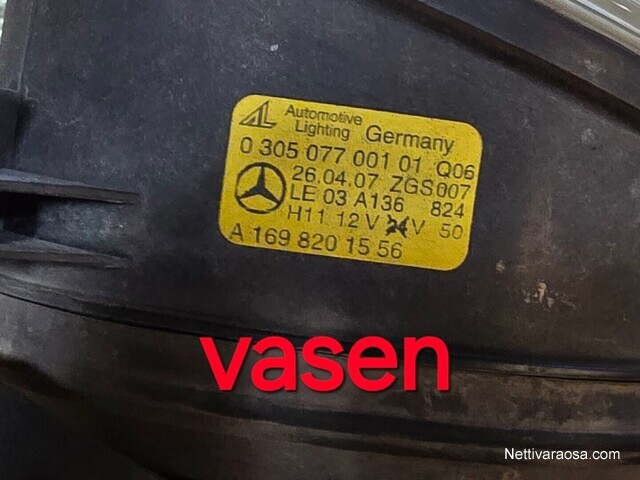 Automotive
Lighting Germany
0 305 077 001 01 Q06
26.04.07 ZGS007
LE 03 A136 824
H11 12 V 24 V 50
A 169 820 15 56
vasen
Nettivaraosa.com